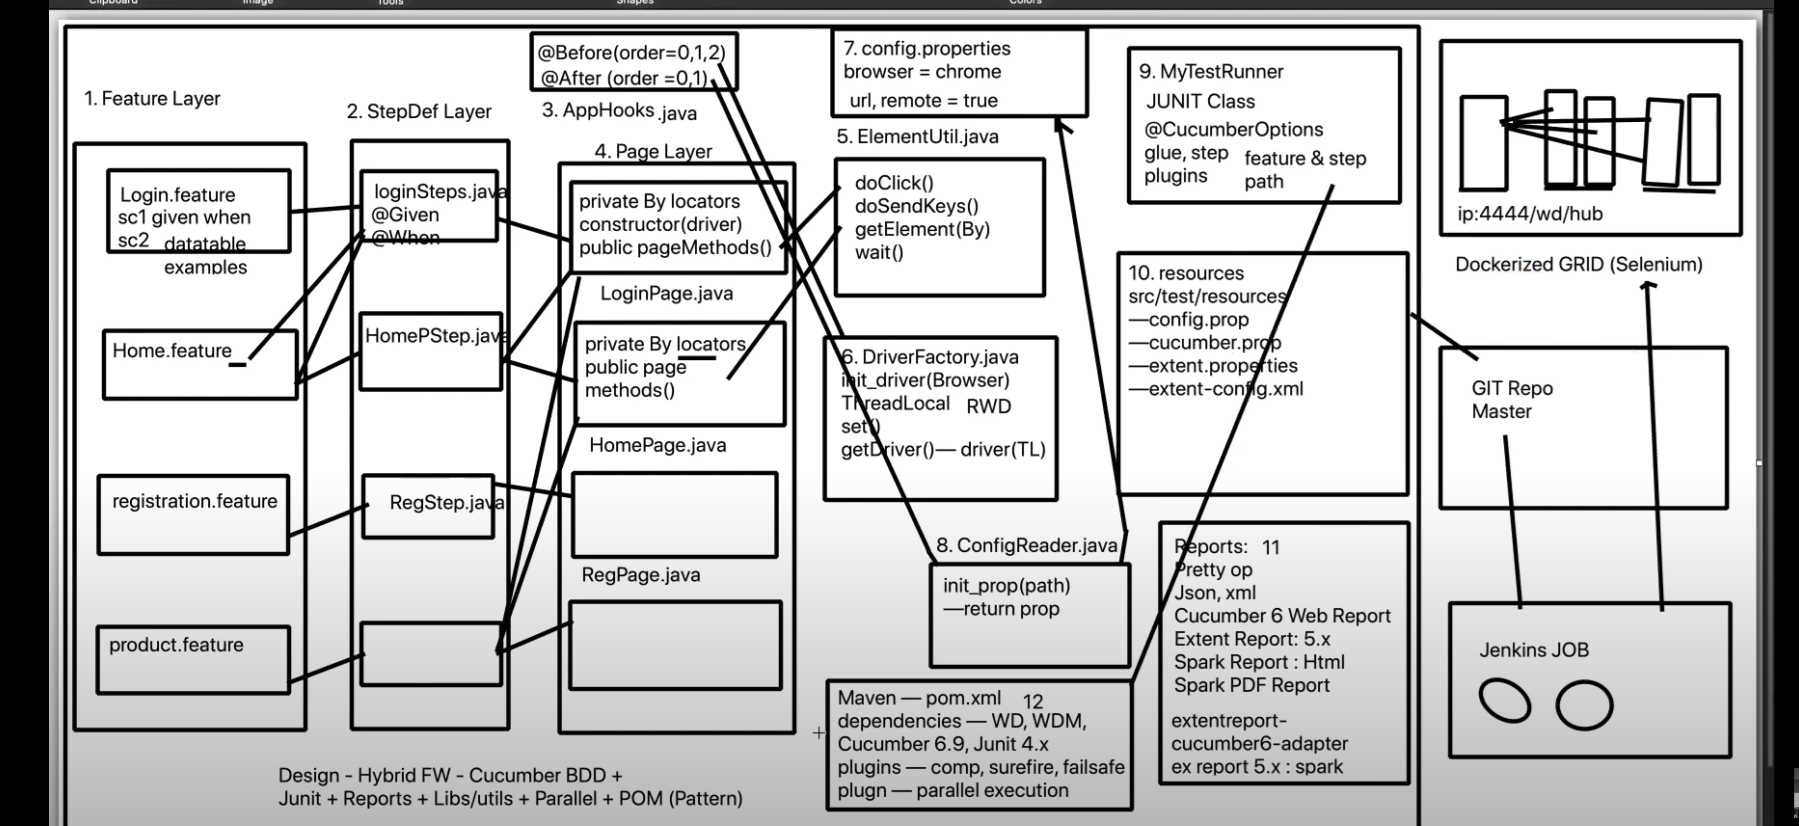 Clipboard
Image
Tools
Shapes
Colors
1. Feature Layer
Login.feature
sc1 given when
sc2 datatable
examples
Home.feature
registration.feature
product.feature
2. StepDef Layer
loginSteps.java
@Given
@When
HomePStep.java
RegStep.java
@Before(order=0,1,2)
@After (order =0,1)
3. AppHooks.java
4. Page Layer
private By locators
constructor(driver)
public pageMethods()
LoginPage.java
private By locators
public page
methods()
HomePage.java
RegPage.java
7. config.properties
browser = chrome
url, remote = true
5. ElementUtil.java
doClick()
doSendKeys()
getElement(By)
wait()
6. DriverFactory.java
init_driver(Browser)
ThreadLocal RWD
set()
getDriver()— driver(TL)
8. ConfigReader.java
init_prop(path)
—return prop
Maven — pom.xml 12
dependencies — WD, WDM,
Cucumber 6.9, Junit 4.x
plugins — comp, surefire, failsafe
plugn — parallel execution
9. MyTestRunner
JUNIT Class
@CucumberOptions
glue, step feature & step
plugins path
10. resources
src/test/resources
—config.prop
—cucumber.prop
—extent.properties
—extent-config.xml
Reports: 11
Pretty op
Json, xml
Cucumber 6 Web Report
Extent Report: 5.x
Spark Report : Html
Spark PDF Report
extentreport-
cucumber6-adapter
ex report 5.x : spark
ip:4444/wd/hub
Dockerized GRID (Selenium)
GIT Repo
Master
Jenkins JOB
Design - Hybrid FW - Cucumber BDD +
Junit + Reports + Libs/utils + Parallel + POM (Pattern)